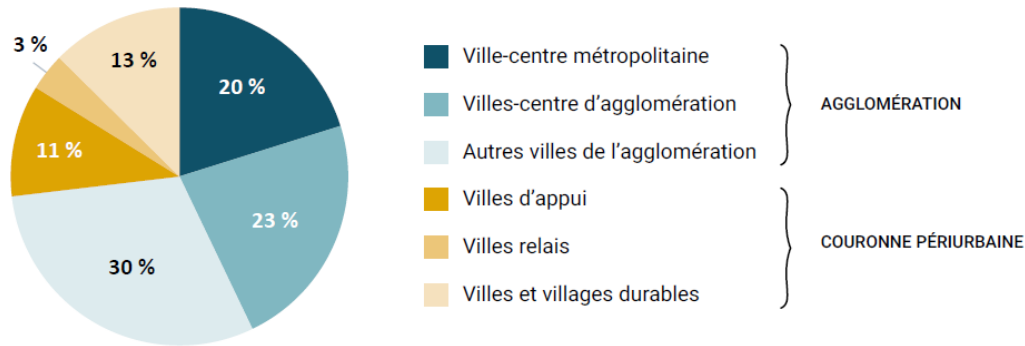 3 %
13 %
20 %
11 %
23 %
30 %
Ville-centre métropolitaine
Villes-centre d'agglomération
Autres villes de l'agglomération
AGGLOMÉRATION
Villes d'appui
Villes relais
Villes et villages durables
COURONNE PÉRIURBAINE